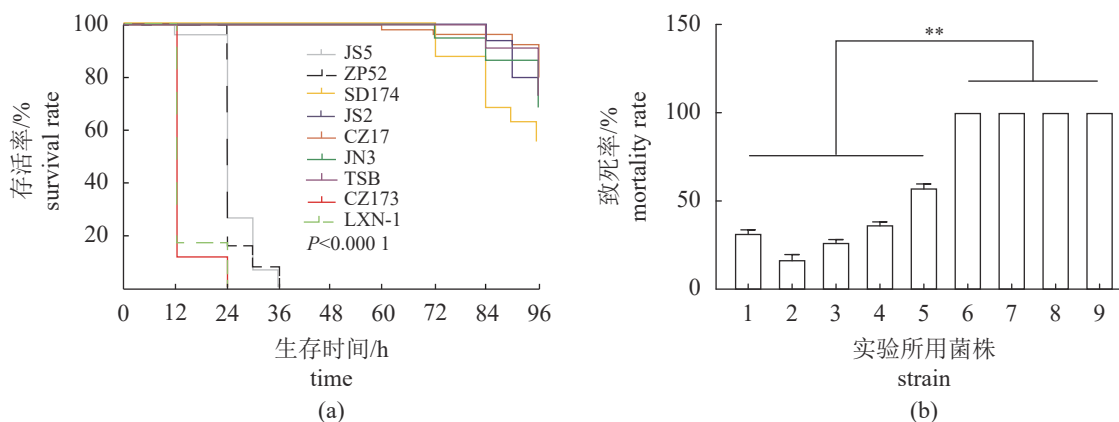 100
80
60
40
20
存活率/%
survival rate
JS5
ZP52
SD174
JS2
CZ17
JN3
TSB
CZ173
LXN-1
P<0.000 1
0 12 24 36 48 60 72 84 96
生存时间/h
time
(a)
150
100
50
0
致死率/%
mortality rate
**
1 2 3 4 5 6 7 8 9
实验所用菌株
strain
(b)